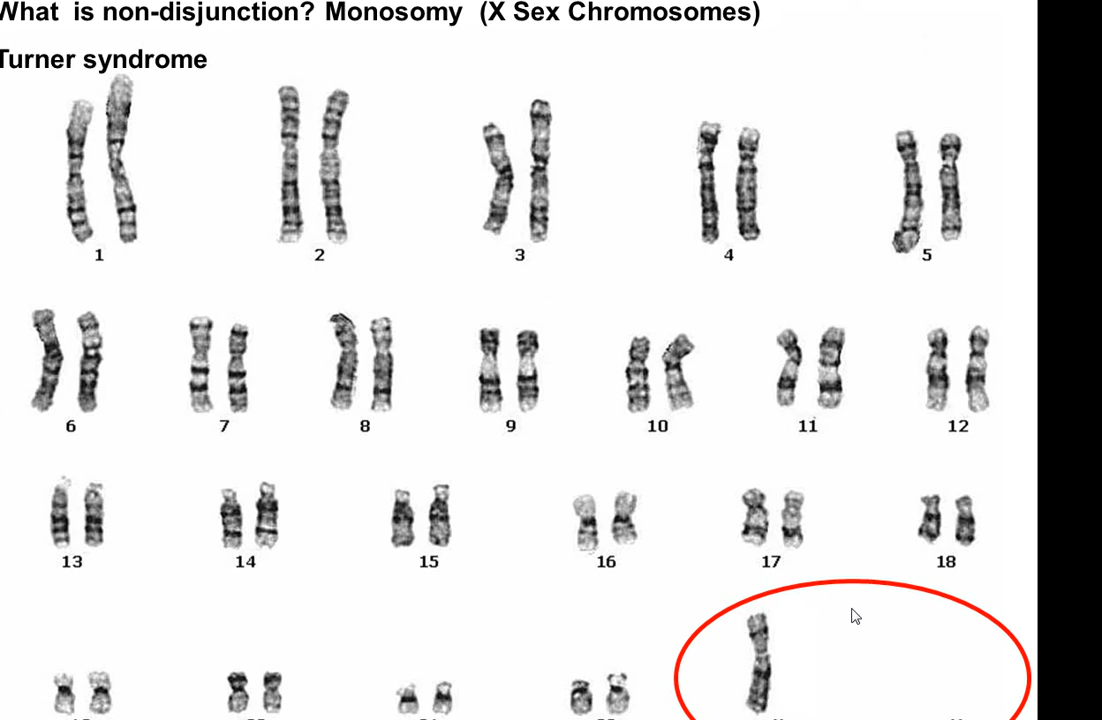 What is non-disjunction? Monosomy (X Sex Chromosomes)
Turner syndrome
1 2 3 4 5
6 7 8 9 10 11 12
13 14 15 16 17 18